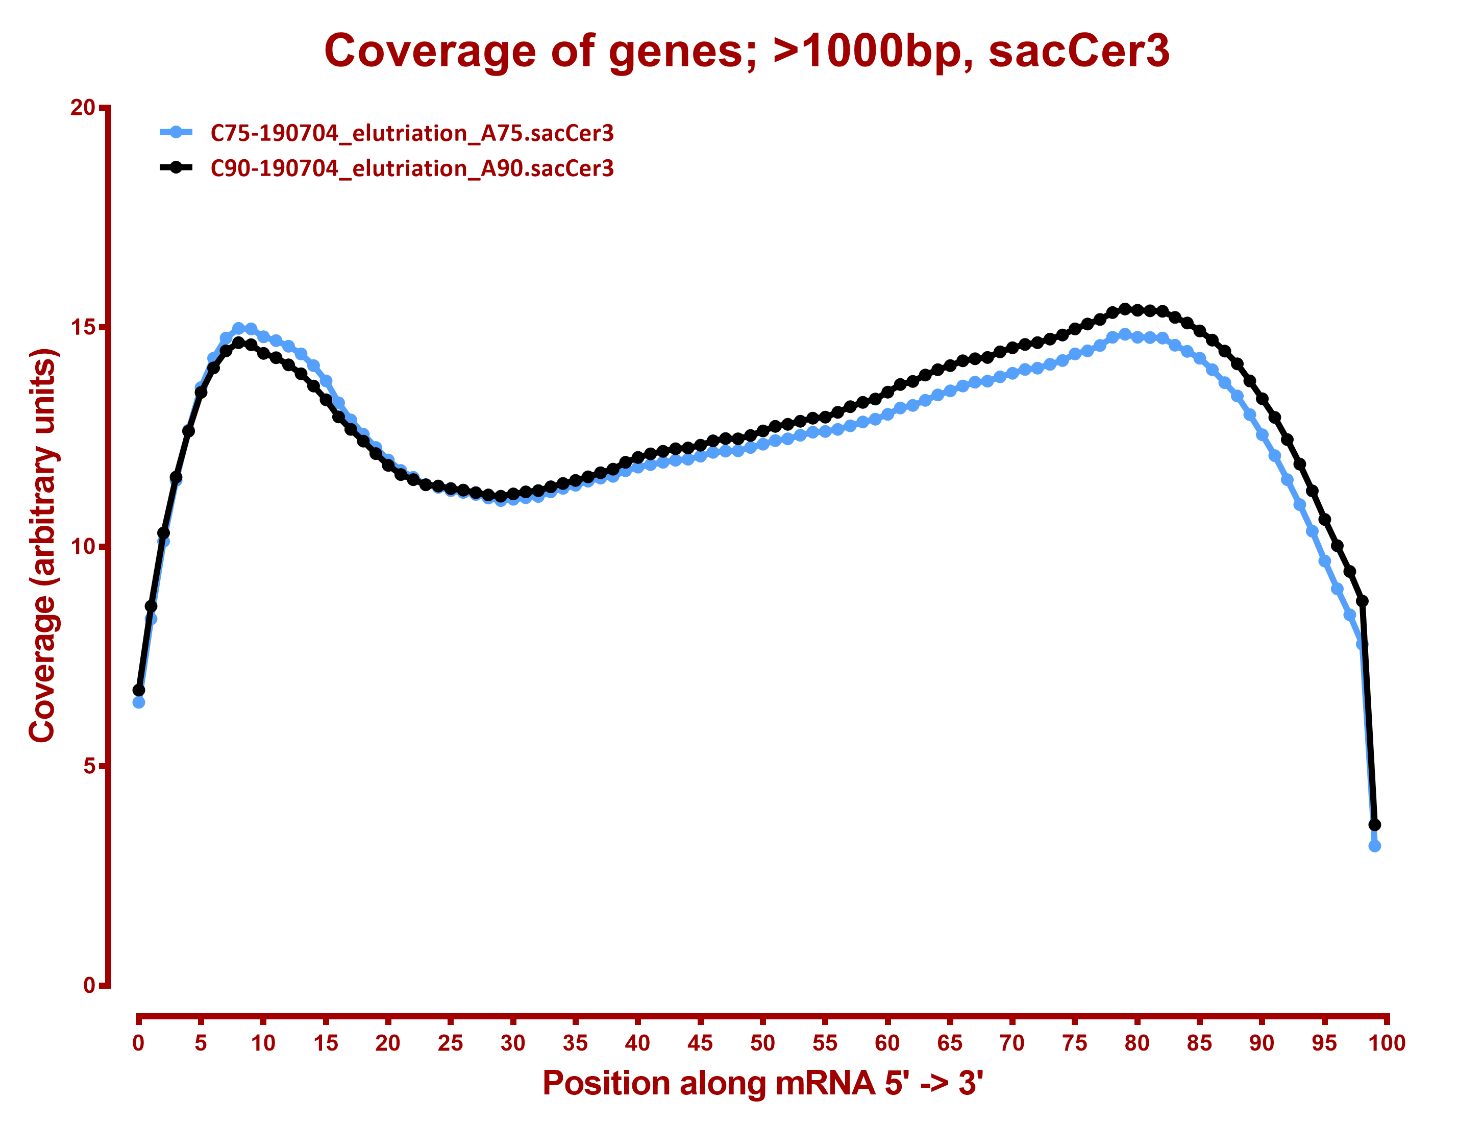 Coverage of genes; >1000bp, sacCer3
C75-190704_elutriation_A75.sacCer3
C90-190704_elutriation_A90.sacCer3
Coverage (arbitrary units)
20
15
10
5
0
0 5 10 15 20 25 30 35 40 45 50 55 60 65 70 75 80 85 90 95 100
Position along mRNA 5' -> 3'